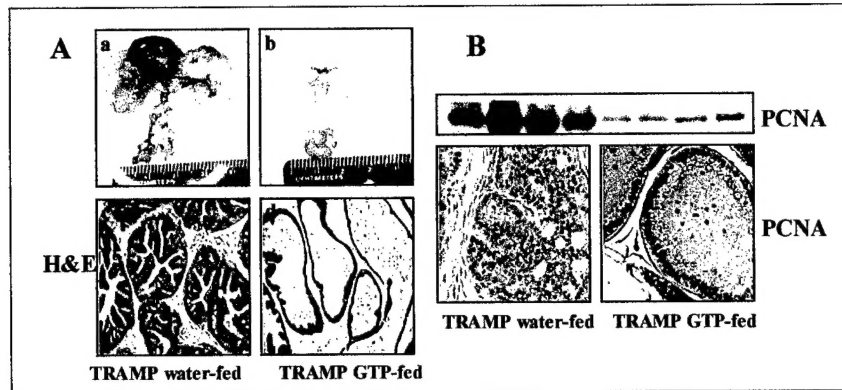 A
a
b
B
PCNA
PCNA
H&E
TRAMP water-fed
TRAMP GTP-fed
TRAMP water-fed
TRAMP GTP-fed